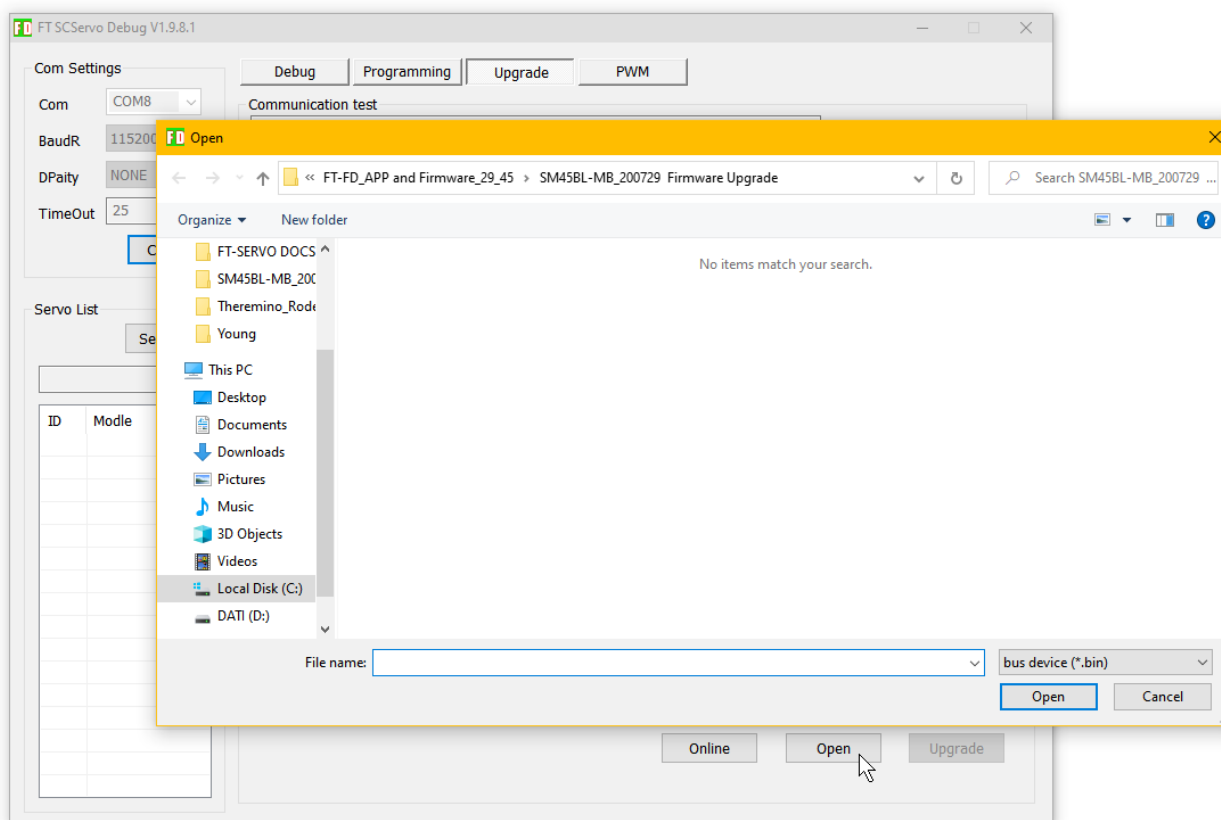 FD FT SCServo Debug V1.9.8.1
Com Settings
Com COM8
BaudR 115200
DPaity NONE
TimeOut 25
Debug Programming Upgrade PWM
Communication test
FD Open
« FT-FD_APP and Firmware_29_45 › SM45BL-MB_200729 Firmware Upgrade
Search SM45BL-MB_200729 ...
Organize New folder
?
FT-SERVO DOCS
SM45BL-MB_200
Theremino_Rode
Young
This PC
Desktop
Documents
Downloads
Pictures
Music
3D Objects
Videos
Local Disk (C:)
DATI (D:)
No items match your search.
File name:
bus device (*.bin)
Open Cancel
Servo List
Se
ID Modle
Online Open Upgrade